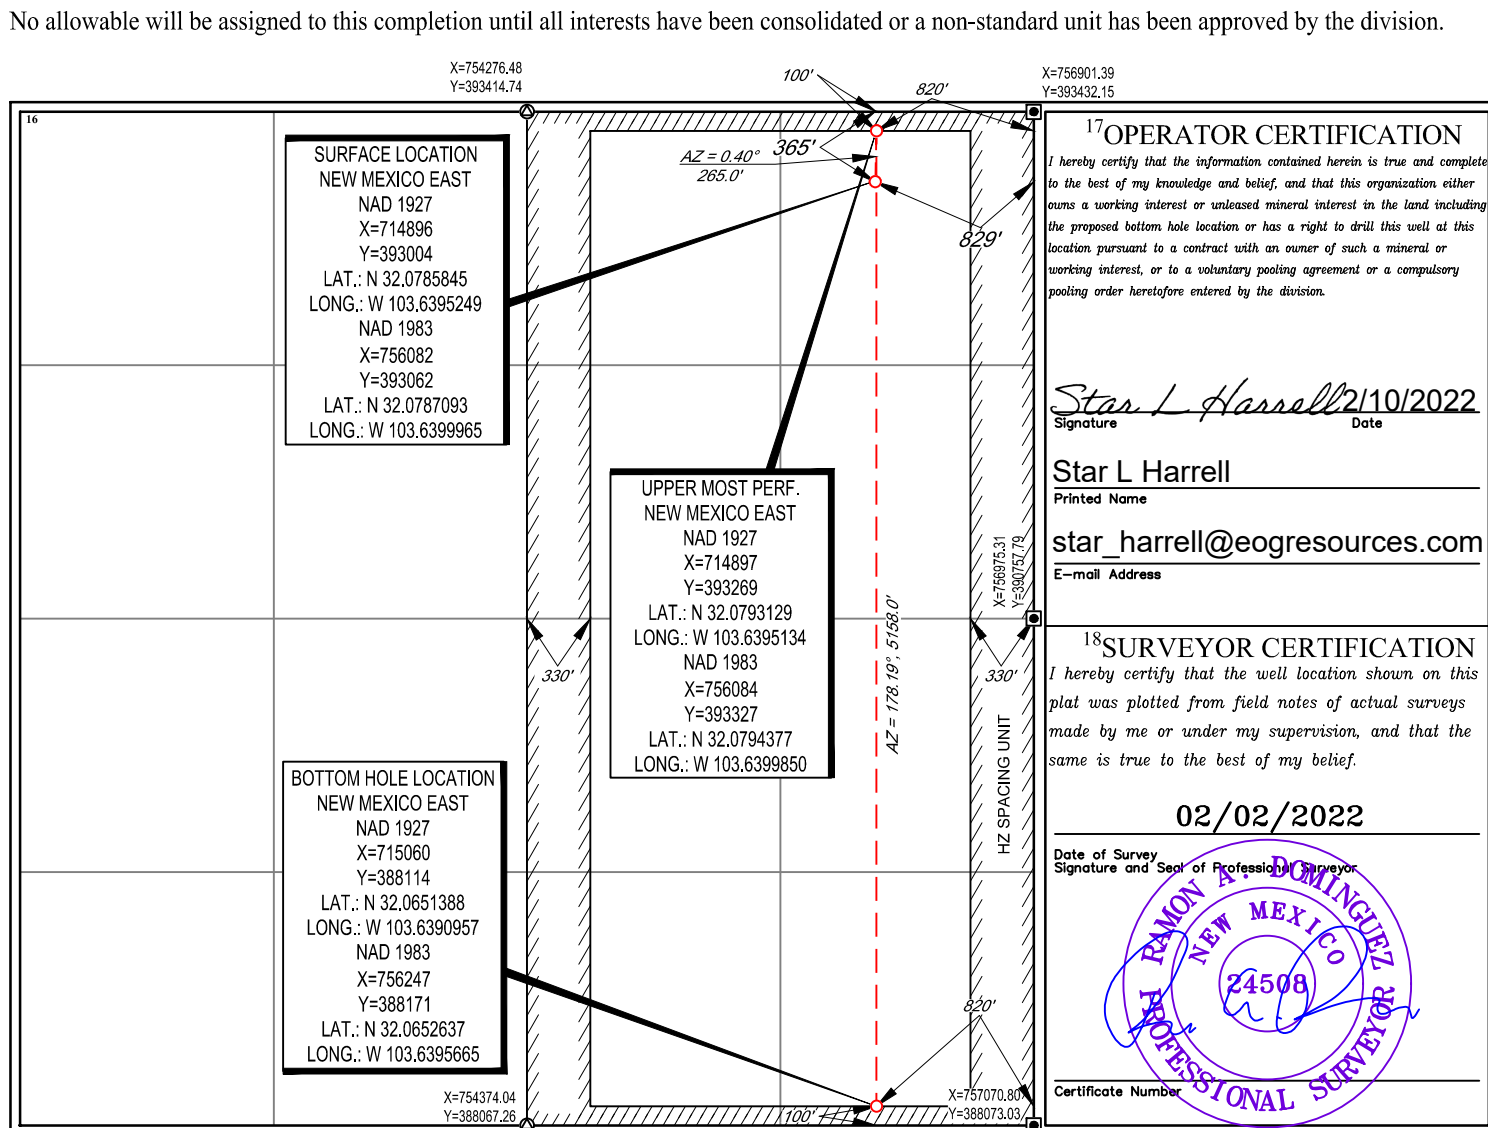 No allowable will be assigned to this completion until all interests have been consolidated or a non-standard unit has been approved by the division.
X=754276.48
Y=393414.74
100'
820'
X=756901.39
Y=393432.15
16
SURFACE LOCATION
NEW MEXICO EAST
NAD 1927
X=714896
Y=393004
LAT.: N 32.0785845
LONG.: W 103.6395249
NAD 1983
X=756082
Y=393062
LAT.: N 32.0787093
LONG.: W 103.6399965
AZ = 0.40°
265.0'
365'
829'
UPPER MOST PERF.
NEW MEXICO EAST
NAD 1927
X=714897
Y=393269
LAT.: N 32.0793129
LONG.: W 103.6395134
NAD 1983
X=756084
Y=393327
LAT.: N 32.0794377
LONG.: W 103.6399850
X=756975.31
Y=390757.79
330'
330'
AZ = 178.19°, 5158.0'
HZ SPACING UNIT
BOTTOM HOLE LOCATION
NEW MEXICO EAST
NAD 1927
X=715060
Y=388114
LAT.: N 32.0651388
LONG.: W 103.6390957
NAD 1983
X=756247
Y=388171
LAT.: N 32.0652637
LONG.: W 103.6395665
820'
X=754374.04
Y=388067.26
100'
X=757070.80
Y=388073.03
17OPERATOR CERTIFICATION
I hereby certify that the information contained herein is true and complete
to the best of my knowledge and belief, and that this organization either
owns a working interest or unleased mineral interest in the land including
the proposed bottom hole location or has a right to drill this well at this
location pursuant to a contract with an owner of such a mineral or
working interest, or to a voluntary pooling agreement or a compulsory
pooling order heretofore entered by the division.
Star L Harrell 2/10/2022
Signature Date
Star L Harrell
Printed Name
star_harrell@eogresources.com
E-mail Address
18SURVEYOR CERTIFICATION
I hereby certify that the well location shown on this
plat was plotted from field notes of actual surveys
made by me or under my supervision, and that the
same is true to the best of my belief.
02/02/2022
Date of Survey
Signature and Seal of Professional Surveyor
RAMON A. DOMINGUEZ
NEW MEXICO
24508
PROFESSIONAL SURVEYOR
Certificate Number